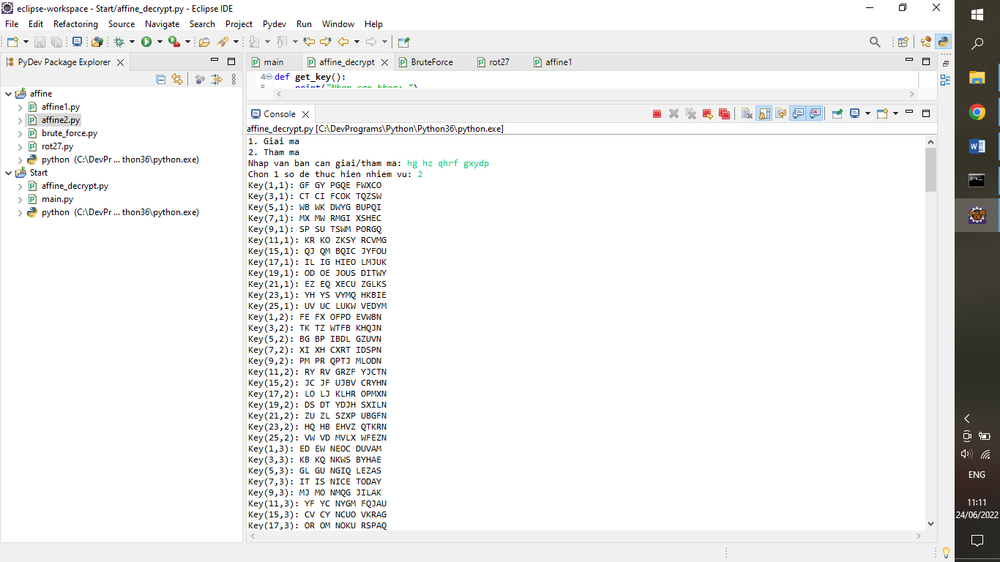 eclipse-workspace - Start/affine_decrypt.py - Eclipse IDE
File Edit Refactoring Source Navigate Search Project Pydev Run Window Help
PyDev Package Explorer
affine
affine1.py
affine2.py
brute_force.py
rot27.py
python (C:\DevPr ... thon36\python.exe)
Start
affine_decrypt.py
main.py
python (C:\DevPr ... thon36\python.exe)
main affine_decrypt BruteForce rot27 affine1
4 def get_key():
5 print("Nhap cap khoa: ")
Console
affine_decrypt.py [C:\DevPrograms\Python\Python36\python.exe]
1. Giai ma
2. Tham ma
Nhap van ban can giai/tham ma: hg hz qhrf gxydp
Chon 1 so de thuc hien nhiem vu: 2
Key(1,1): GF GY PGQE FWXCO
Key(3,1): CT CI FCOK TQZSW
Key(5,1): WB WK DWYG BUPQI
Key(7,1): MX MW RMGI XSHEC
Key(9,1): SP SU TSWM PORGQ
Key(11,1): KR KO ZKSY RCVMG
Key(15,1): QJ QM BQIC JYFOU
Key(17,1): IL IG HIEO LMJUK
Key(19,1): OD OE JOUS DITWY
Key(21,1): EZ EQ XECU ZGLKS
Key(23,1): YH YS VYMQ HKBIE
Key(25,1): UV UC LUKW VEDYM
Key(1,2): FE FX OFPD EVWBN
Key(3,2): TK TZ WTFB KHQJN
Key(5,2): BG BP IBDL GZUVN
Key(7,2): XI XH CXRT IDSPN
Key(9,2): PM PR QPTJ MLODN
Key(11,2): RY RV GRZF YJCTN
Key(15,2): JC JF UJBV CRYHN
Key(17,2): LO LJ KLHR OPMXN
Key(19,2): DS DT YDJH SXILN
Key(21,2): ZU ZL SZXP UBGFN
Key(23,2): HQ HB EHVZ QTKRN
Key(25,2): VW VD MVLX WFEZN
Key(1,3): ED EW NEOC DUVAM
Key(3,3): KB KQ NKWS BYHAE
Key(5,3): GL GU NGIQ LEZAS
Key(7,3): IT IS NICE TODAY
Key(9,3): MJ MO NMQG JILAK
Key(11,3): YF YC NYGM FQJAU
Key(15,3): CV CY NCUO VKRAG
Key(17,3): OR OM NOKU RSPAQ
ENG
11:11
24/06/2022